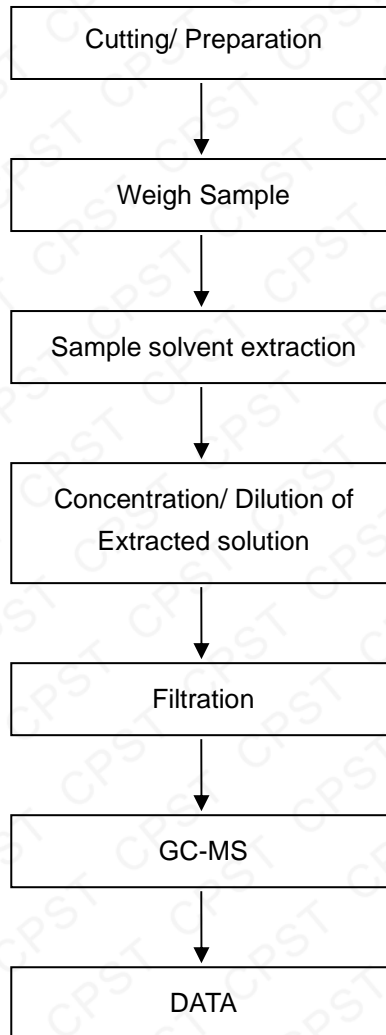 Cutting/ Preparation
Weigh Sample
Sample solvent extraction
Concentration/ Dilution of
Extracted solution
Filtration
GC-MS
DATA